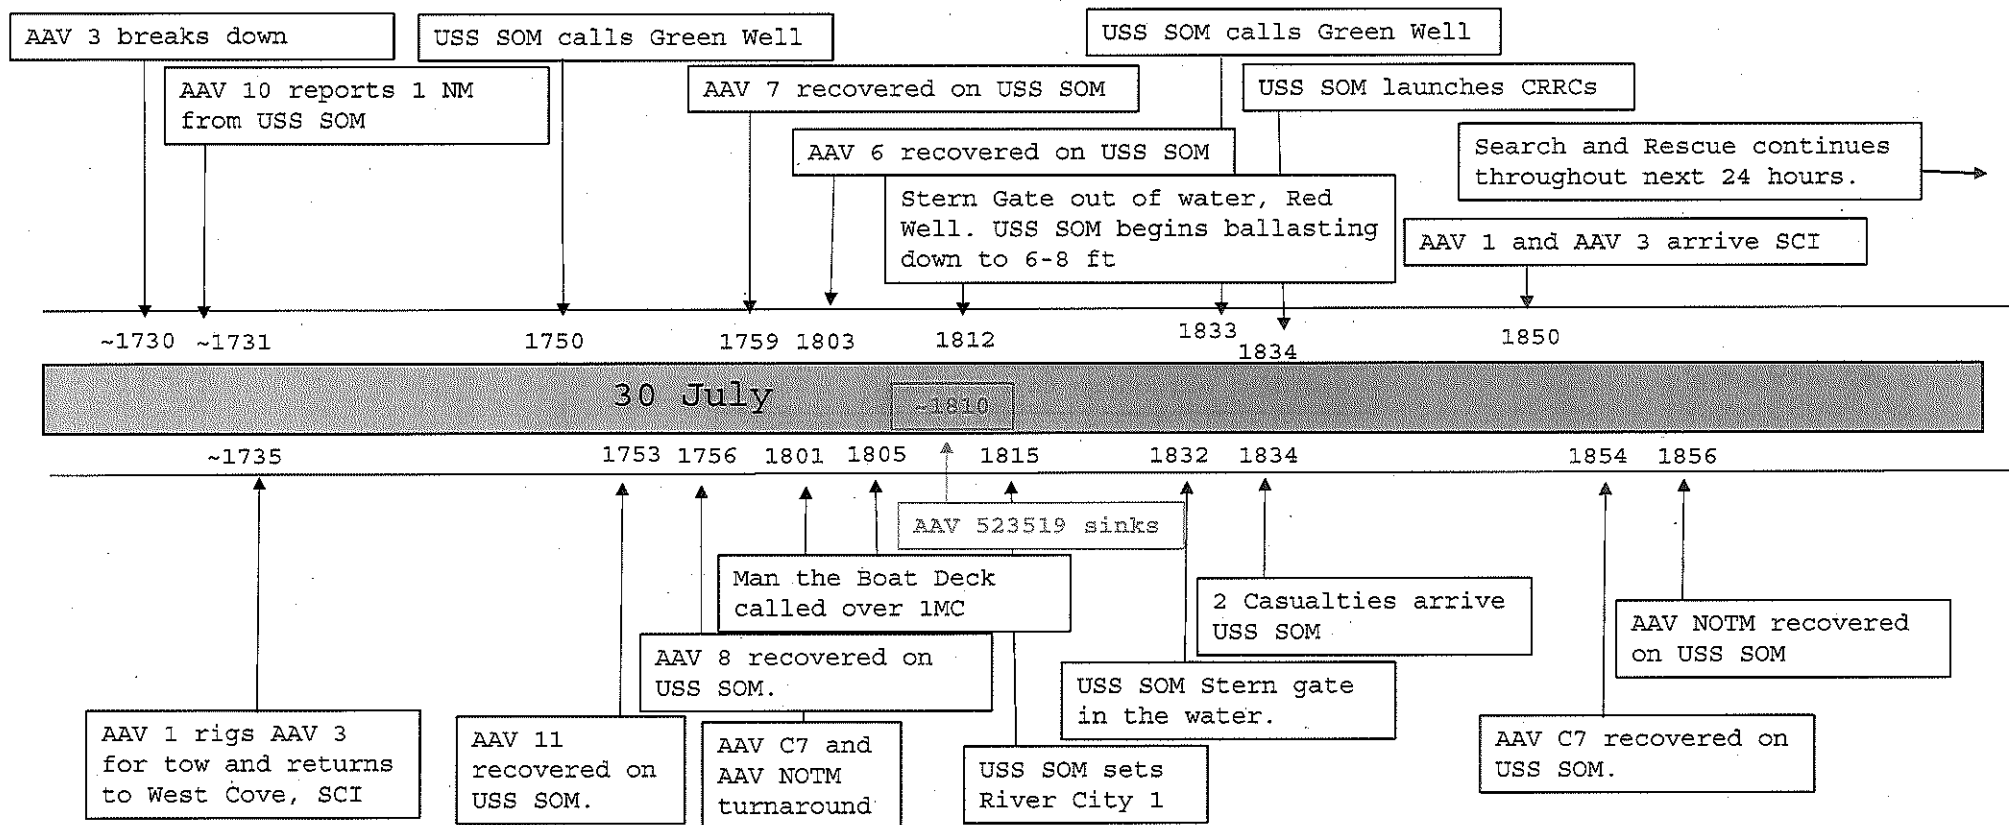 AAV 3 breaks down
USS SOM calls Green Well
USS SOM calls Green Well
AAV 10 reports 1 NM
from USS SOM
AAV 7 recovered on USS SOM
USS SOM launches CRRCs
AAV 6 recovered on USS SOM
Search and Rescue continues
throughout next 24 hours.
Stern Gate out of water, Red
Well. USS SOM begins ballasting
down to 6-8 ft
AAV 1 and AAV 3 arrive SCI
~1730 ~1731 1750 1759 1803 1812 1833 1834 1850
30 July
~1810
~1735 1753 1756 1801 1805 1815 1832 1834 1854 1856
AAV 523519 sinks
Man the Boat Deck
called over 1MC
2 Casualties arrive
USS SOM
AAV NOTM recovered
on USS SOM
AAV 8 recovered on
USS SOM.
USS SOM Stern gate
in the water.
AAV 1 rigs AAV 3
for tow and returns
to West Cove, SCI
AAV 11
recovered on
USS SOM.
AAV C7 and
AAV NOTM
turnaround
USS SOM sets
River City 1
AAV C7 recovered on
USS SOM.